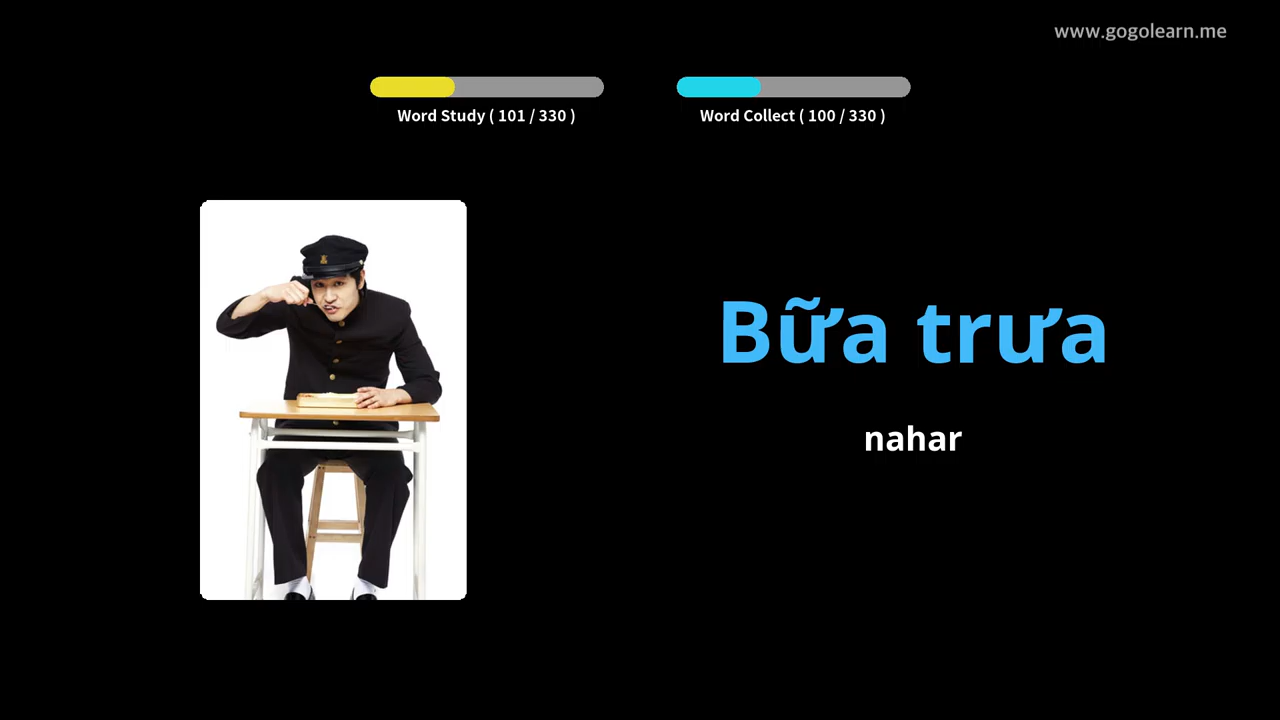 www.gogolearn.me
Word Study ( 101 / 330 )
Word Collect ( 100 / 330 )
Bữa trưa
nahar